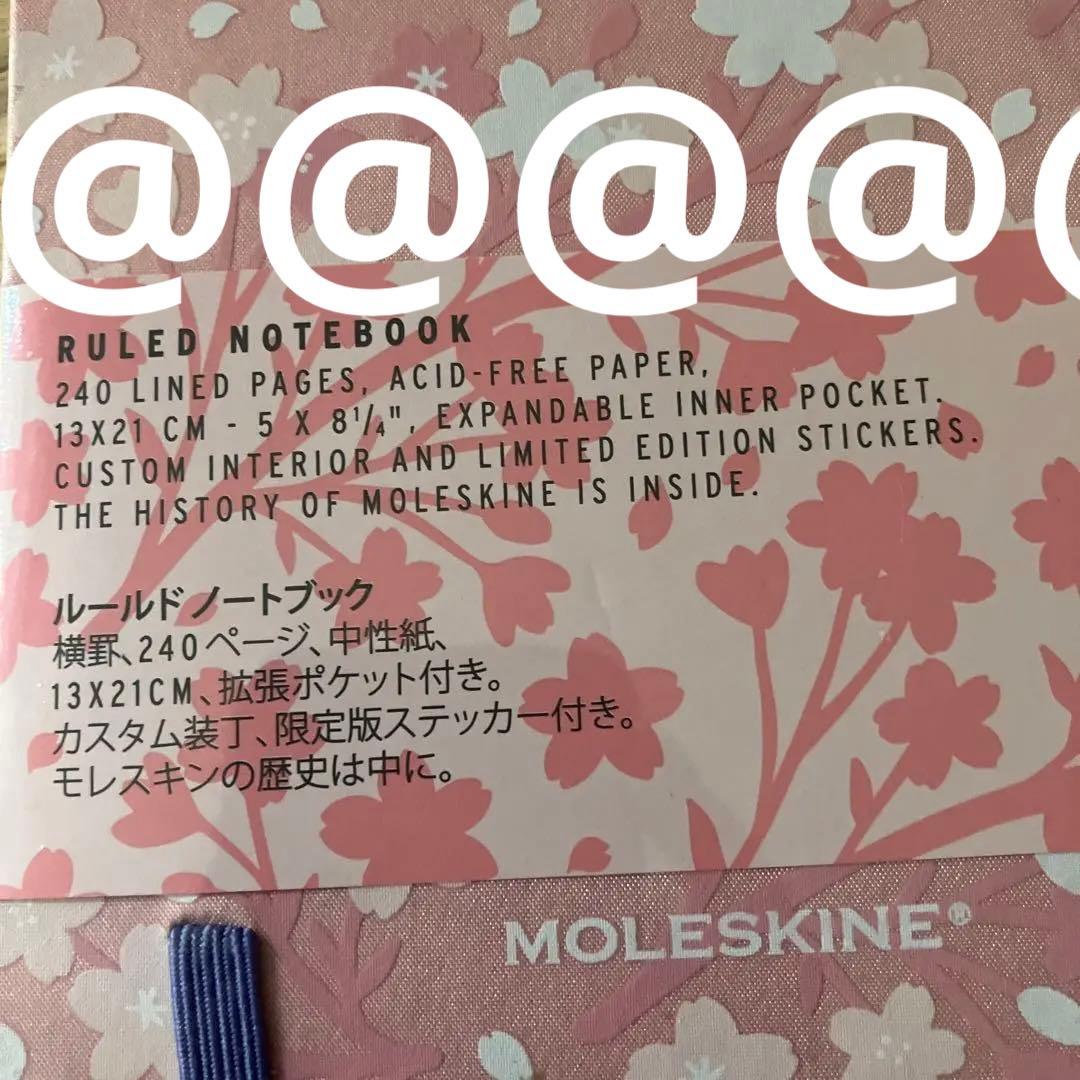 @@@@@
RULED NOTEBOOK
240 LINED PAGES, ACID-FREE PAPER,
13X21 CM - 5 X 8¼", EXPANDABLE INNER POCKET.
CUSTOM INTERIOR AND LIMITED EDITION STICKERS.
THE HISTORY OF MOLESKINE IS INSIDE.
ルールドノートブック
横罫、240ページ、中性紙、
13X21CM、拡張ポケット付き。
カスタム装丁、限定版ステッカー付き。
モレスキンの歴史は中に。
MOLESKINE®